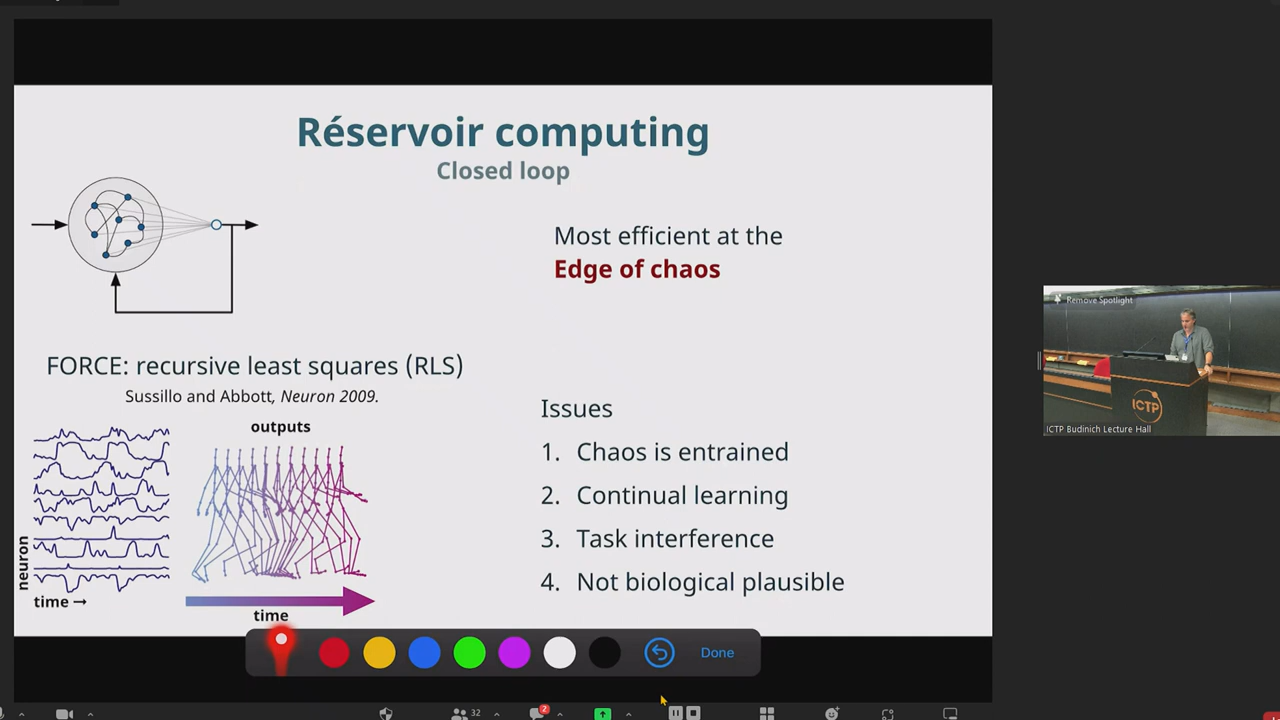 Réservoir computing
Closed loop
Most efficient at the
Edge of chaos
FORCE: recursive least squares (RLS)
Sussillo and Abbott, Neuron 2009.
outputs
neuron
time →
time
Issues
1. Chaos is entrained
2. Continual learning
3. Task interference
4. Not biological plausible
Remove Spotlight
ICTP
ICTP Budinich Lecture Hall
Done
32
2